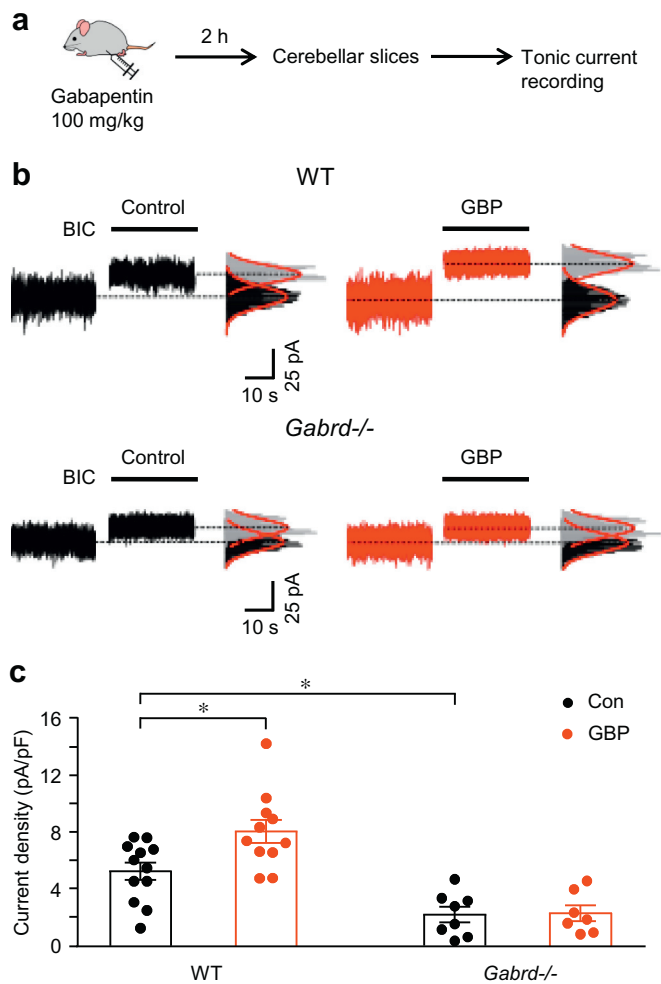 a
2 h
Cerebellar slices
Tonic current
recording
Gabapentin
100 mg/kg
b
WT
Control
GBP
BIC
25 pA
10 s
Gabrd-/-
Control
GBP
BIC
25 pA
10 s
c
*
*
Con
GBP
16
12
8
4
0
Current density (pA/pF)
WT
Gabrd-/-